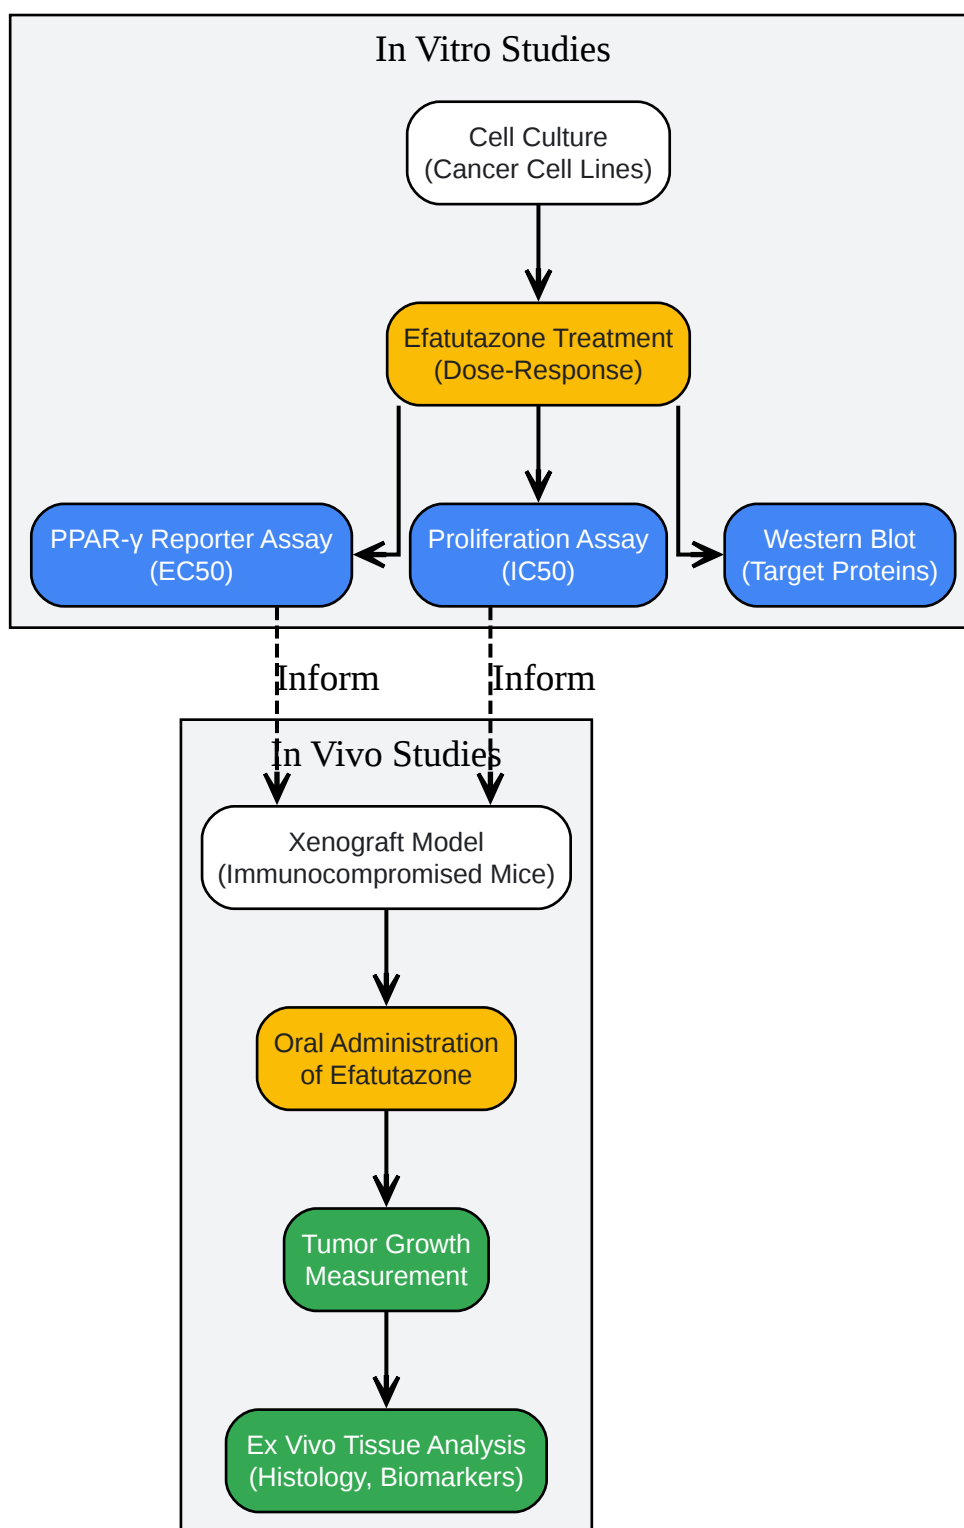 In Vitro Studies
Cell Culture
(Cancer Cell Lines)
Efatutazone Treatment
(Dose-Response)
PPAR-γ Reporter Assay
(EC50)
Proliferation Assay
(IC50)
Western Blot
(Target Proteins)
Inform
Inform
In Vivo Studies
Xenograft Model
(Immunocompromised Mice)
Oral Administration
of Efatutazone
Tumor Growth
Measurement
Ex Vivo Tissue Analysis
(Histology, Biomarkers)